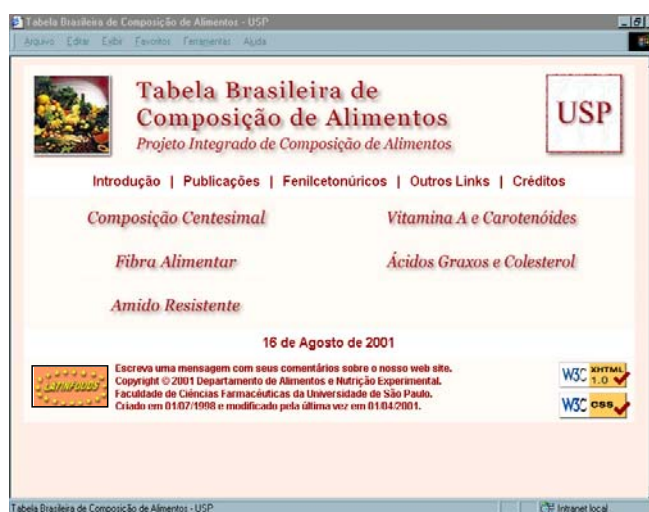 Tabela Brasileira de Composição de Alimentos - USP
Arquivo Editar Exibir Favoritos Ferramentas Ajuda
Tabela Brasileira de
Composição de Alimentos
Projeto Integrado de Composição de Alimentos
USP
Introdução | Publicações | Fenilcetonúricos | Outros Links | Créditos
Composição Centesimal
Vitamina A e Carotenóides
Fibra Alimentar
Ácidos Graxos e Colesterol
Amido Resistente
16 de Agosto de 2001
LATINFOODS
Escreva uma mensagem com seus comentários sobre o nosso web site.
Copyright © 2001 Departamento de Alimentos e Nutrição Experimental.
Faculdade de Ciências Farmacêuticas da Universidade de São Paulo.
Criado em 01/07/1998 e modificado pela última vez em 01/04/2001.
W3C XHTML 1.0
W3C CSS
Tabela Brasileira de Composição de Alimentos - USP
Intranet local